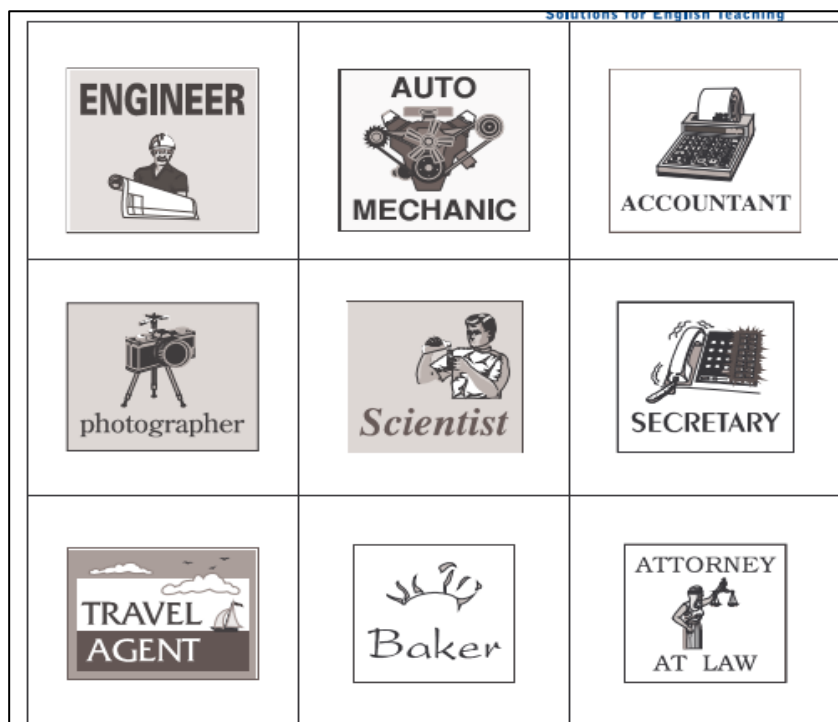 Solutions for English Teaching
ENGINEER
AUTO
MECHANIC
ACCOUNTANT
photographer
Scientist
SECRETARY
TRAVEL
AGENT
Baker
ATTORNEY
AT LAW